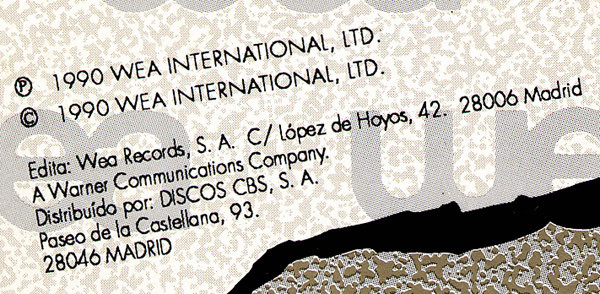 ℗ 1990 WEA INTERNATIONAL, LTD.
© 1990 WEA INTERNATIONAL, LTD.
Edita: Wea Records, S. A. C/ López de Hoyos, 42. 28006 Madrid
A Warner Communications Company.
Distribuído por: DISCOS CBS, S. A.
Paseo de la Castellana, 93.
28046 MADRID